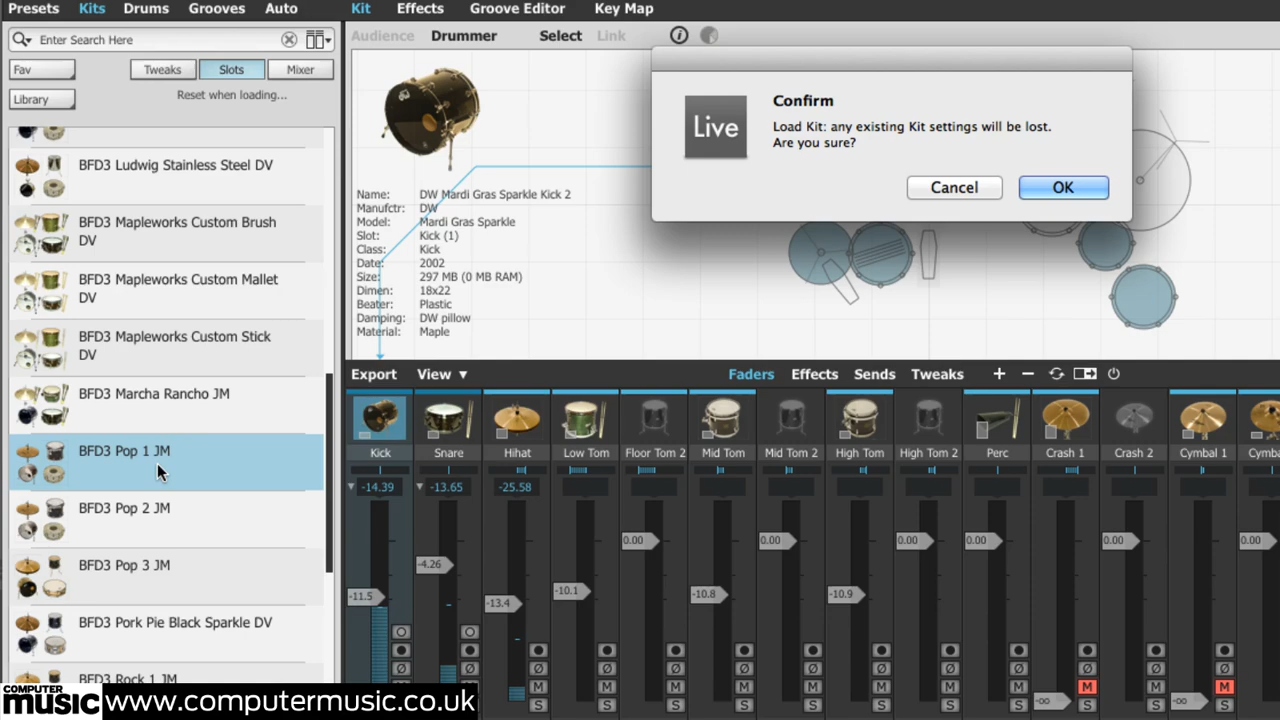 Presets Kits Drums Grooves Auto
Kit Effects Groove Editor Key Map
Enter Search Here
Audience Drummer Select Link
Fav Tweaks Slots Mixer
Library Reset when loading...
BFD3 Ludwig Stainless Steel DV
BFD3 Mapleworks Custom Brush
DV
BFD3 Mapleworks Custom Mallet
DV
BFD3 Mapleworks Custom Stick
DV
BFD3 Marcha Rancho JM
BFD3 Pop 1 JM
BFD3 Pop 2 JM
BFD3 Pop 3 JM
BFD3 Pork Pie Black Sparkle DV
BFD3 Rock 1 JM
Name: DW Mardi Gras Sparkle Kick 2
Manufctr: DW
Model: Mardi Gras Sparkle
Slot: Kick (1)
Class: Kick
Date: 2002
Size: 297 MB (0 MB RAM)
Dimen: 18x22
Beater: Plastic
Damping: DW pillow
Material: Maple
Live
Confirm
Load Kit: any existing Kit settings will be lost.
Are you sure?
Cancel OK
Export View ▼ Faders Effects Sends Tweaks
Kick Snare Hihat Low Tom Floor Tom 2 Mid Tom Mid Tom 2 High Tom High Tom 2 Perc Crash 1 Crash 2 Cymbal 1 Cymba
-14.39 -13.65 -25.58
0.00 0.00 0.00 0.00 0.00 0.00
-4.26
-11.5 -13.4 -10.1 -10.8 -10.9
M M M M M M M M M M M
-∞ S S S S S S S S S -∞ S S
COMPUTER
music www.computermusic.co.uk